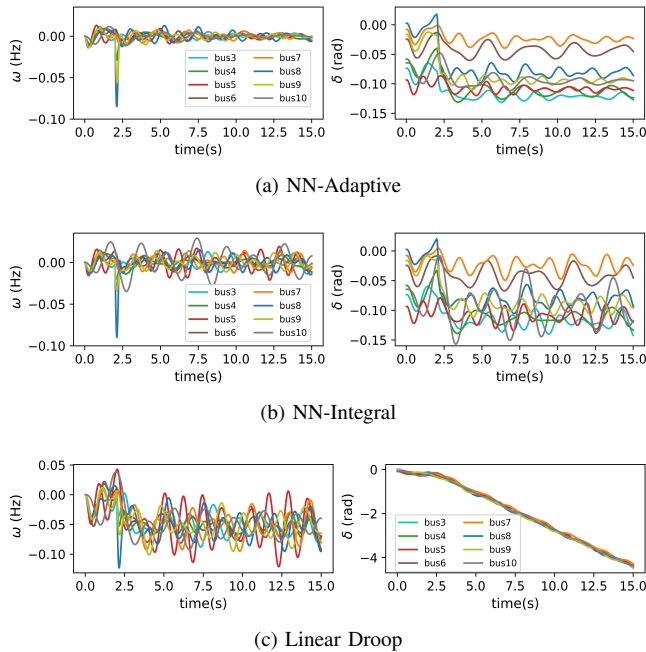 0.00
−0.05
−0.10
ω (Hz)
bus3
bus4
bus5
bus6
bus7
bus8
bus9
bus10
0.0 2.5 5.0 7.5 10.0 12.5 15.0
time(s)
0.00
−0.05
−0.10
−0.15
δ (rad)
0.0 2.5 5.0 7.5 10.0 12.5 15.0
time(s)
(a) NN-Adaptive
0.00
−0.05
−0.10
ω (Hz)
bus3
bus4
bus5
bus6
bus7
bus8
bus9
bus10
0.0 2.5 5.0 7.5 10.0 12.5 15.0
time(s)
0.00
−0.05
−0.10
−0.15
δ (rad)
0.0 2.5 5.0 7.5 10.0 12.5 15.0
time(s)
(b) NN-Integral
0.05
0.00
−0.05
−0.10
ω (Hz)
0.0 2.5 5.0 7.5 10.0 12.5 15.0
time(s)
0
−2
−4
δ (rad)
bus3
bus4
bus5
bus6
bus7
bus8
bus9
bus10
0.0 2.5 5.0 7.5 10.0 12.5 15.0
time(s)
(c) Linear Droop